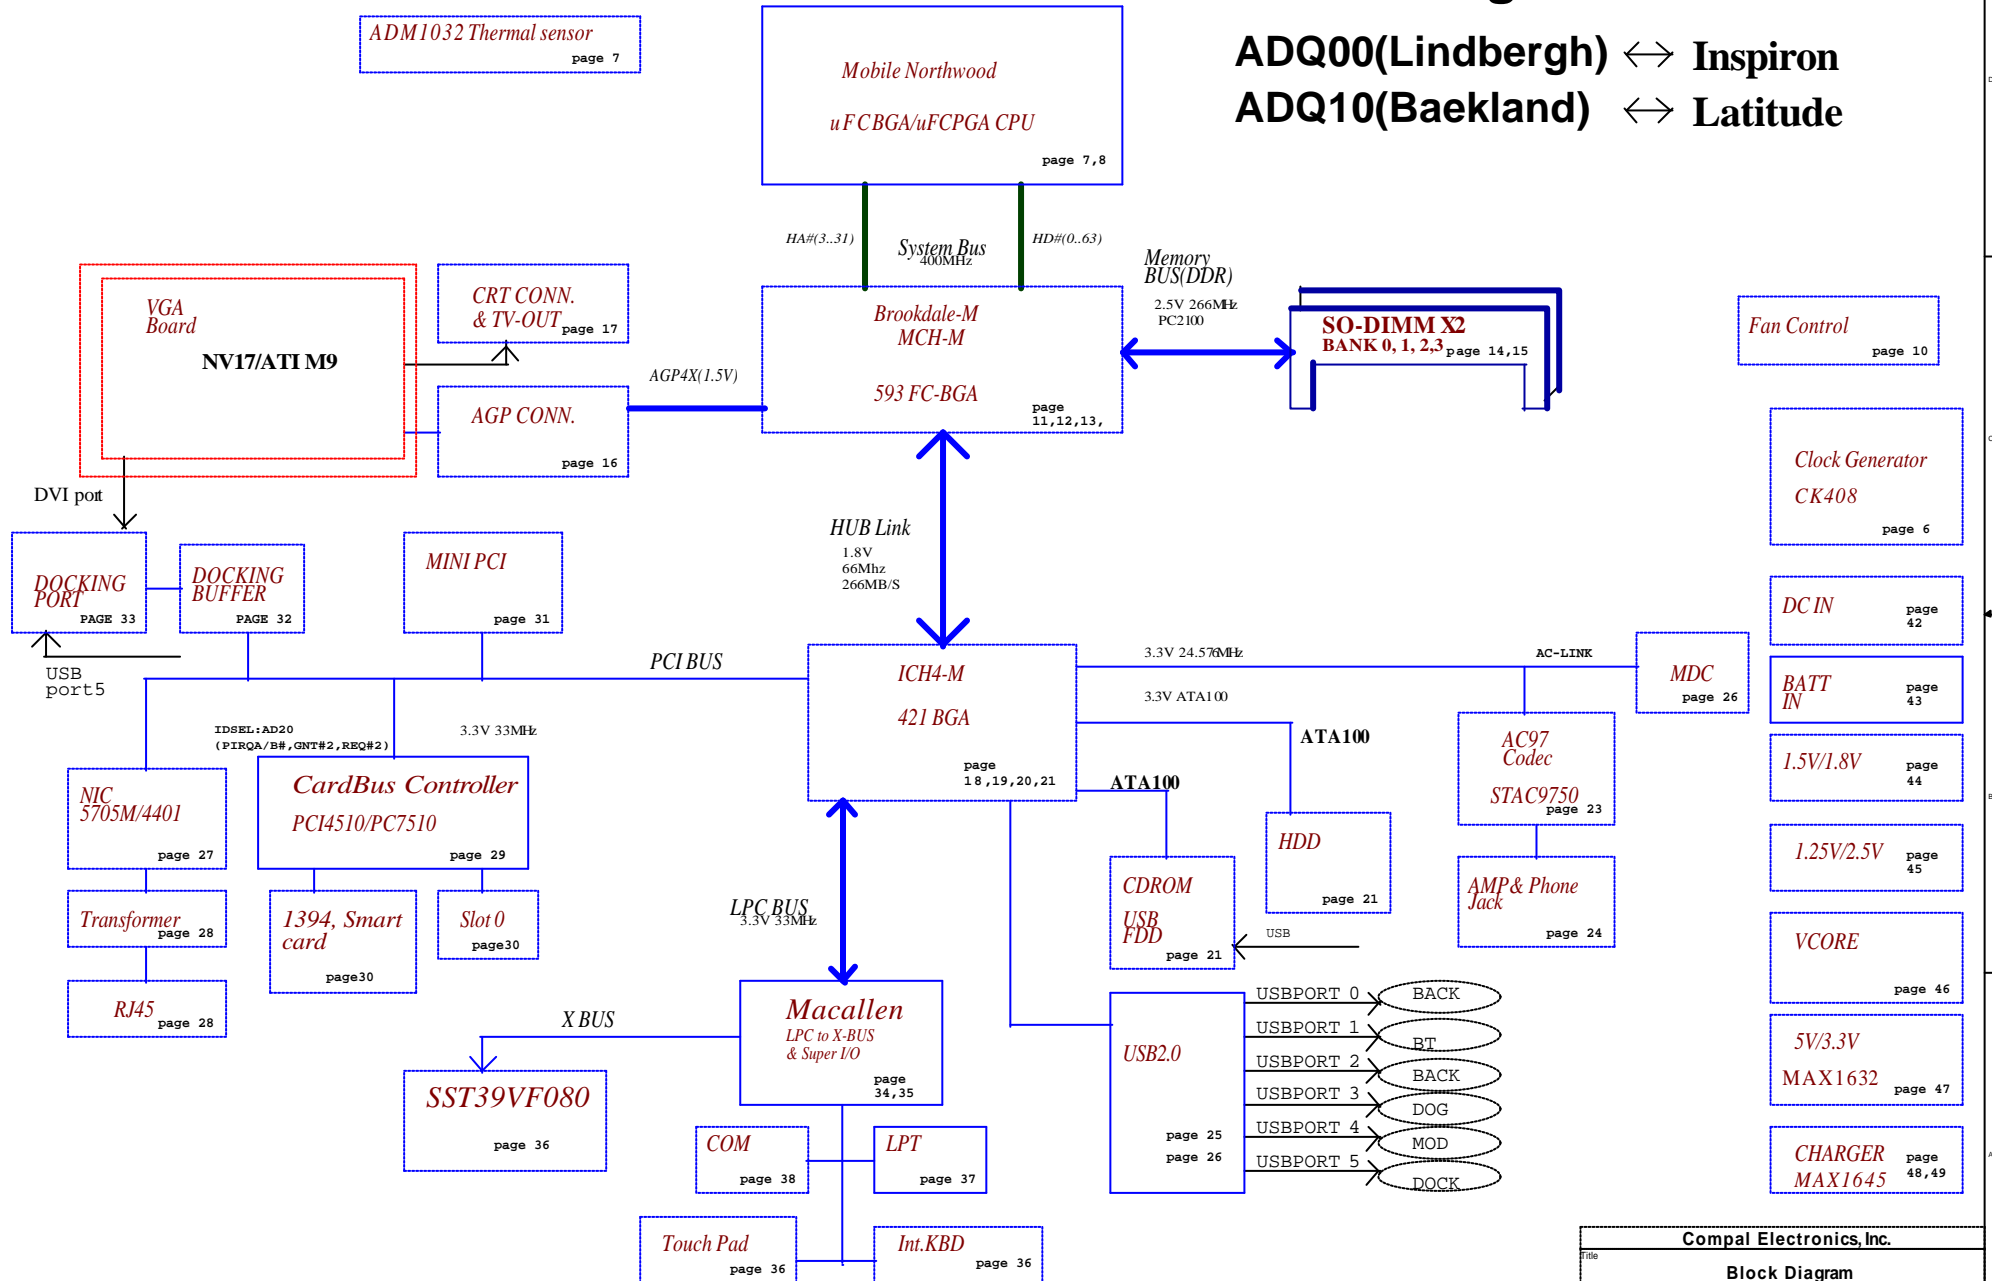 ADM1032 Thermal sensor
page 7
Mobile Northwood
uFCBGA/uFCPGA CPU
page 7,8
ADQ00(Lindbergh) ↔ Inspiron
ADQ10(Baekland) ↔ Latitude
HA#(3..31)
System Bus
400MHz
HD#(0..63)
VGA
Board
NV17/ATI M9
CRT CONN.
& TV-OUT
page 17
AGP CONN.
page 16
AGP4X(1.5V)
Brookdale-M
MCH-M
593 FC-BGA
page
11,12,13,
Memory
BUS(DDR)
2.5V 266MHz
PC2100
SO-DIMM X2
BANK 0, 1, 2,3
page 14,15
Fan Control
page 10
Clock Generator
CK408
page 6
DVI port
DOCKING
PORT
PAGE 33
DOCKING
BUFFER
PAGE 32
MINI PCI
page 31
HUB Link
1.8V
66Mhz
266MB/S
USB
port5
PCI BUS
ICH4-M
421 BGA
page
18,19,20,21
3.3V 24.576MHz
AC-LINK
3.3V ATA100
MDC
page 26
DC IN
page
42
BATT
IN
page
43
IDSEL:AD20
(PIRQA/B#,GNT#2,REQ#2)
3.3V 33MHz
ATA100
ATA100
AC97
Codec
STAC9750
page 23
1.5V/1.8V
page
44
NIC
5705M/4401
page 27
CardBus Controller
PCI4510/PC7510
page 29
HDD
page 21
1.25V/2.5V
page
45
Transformer
page 28
1394, Smart
card
page30
Slot 0
page30
LPC BUS
3.3V 33MHz
CDROM
USB
FDD
page 21
USB
AMP & Phone
Jack
page 24
VCORE
page 46
RJ45
page 28
X BUS
Macallen
LPC to X-BUS
& Super I/O
page
34,35
USB2.0
page 25
page 26
USBPORT 0
BACK
USBPORT 1
BT
USBPORT 2
BACK
USBPORT 3
DOG
USBPORT 4
MOD
USBPORT 5
DOCK
5V/3.3V
MAX1632
page 47
SST39VF080
page 36
COM
page 38
LPT
page 37
CHARGER
MAX1645
page
48,49
Touch Pad
page 36
Int.KBD
page 36
Compal Electronics, Inc.
Title
Block Diagram
D
C
B
A